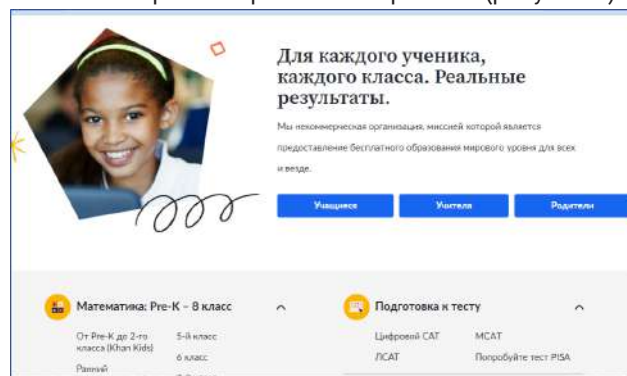 Для каждого ученика,
каждого класса. Реальные
результаты.
Мы некоммерческая организация, миссией которой является
предоставление бесплатного образования мирового уровня для всех
и везде.
Учащиеся
Учителя
Родители
Математика: Pre-K – 8 класс
От Pre-K до 2-го
класса (Khan Kids)
Ранний
5-й класс
6 класс
Подготовка к тесту
Цифровой САТ
ЛСАТ
МСАТ
Попробуйте тест PISA